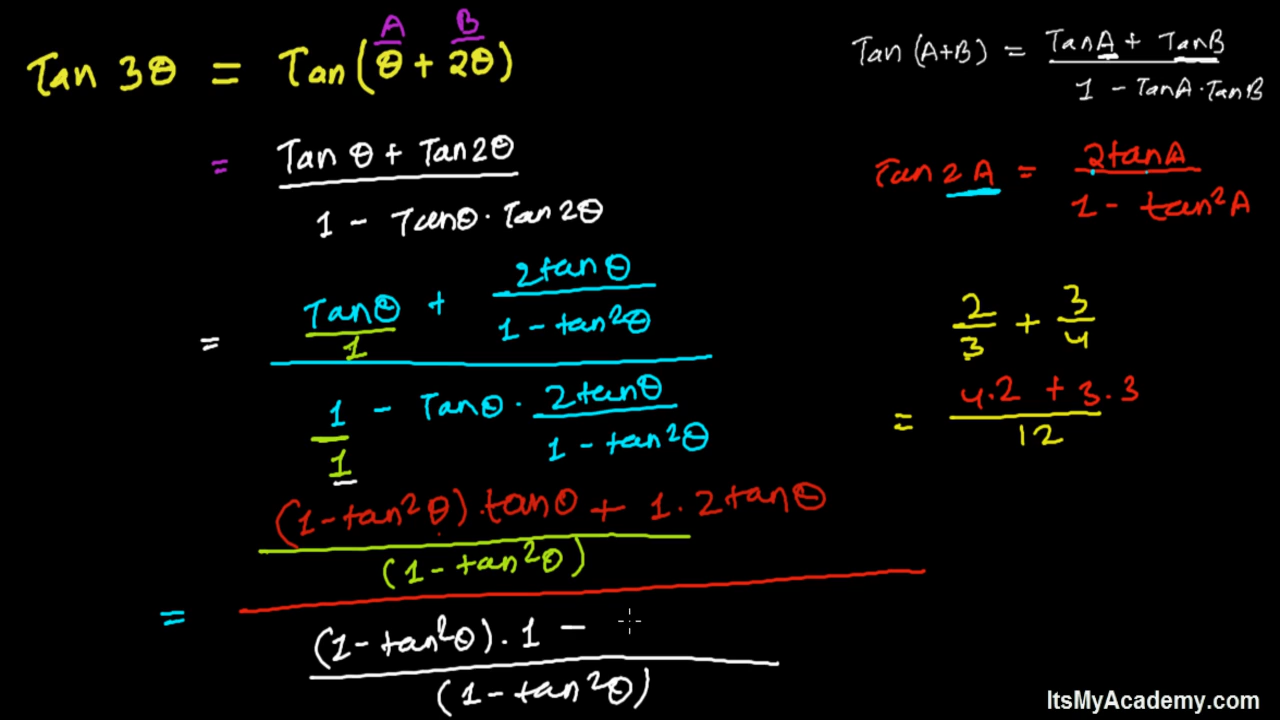 A B
Tan 3θ = Tan(θ + 2θ)
= Tan θ + Tan2θ
1 - Tanθ · Tan2θ
= Tanθ/1 + 2tanθ/1 - tan²θ
1/1 - Tanθ · 2tanθ/1 - tan²θ
= (1-tan²θ)·tanθ + 1·2tanθ
(1-tan²θ)
(1-tan²θ)·1 -
(1-tan²θ)
Tan(A+B) = TanA + TanB
1 - TanA·TanB
Tan 2A = 2tanA
1 - tan²A
2/3 + 3/4
= 4·2 + 3·3
12
ItsMyAcademy.com